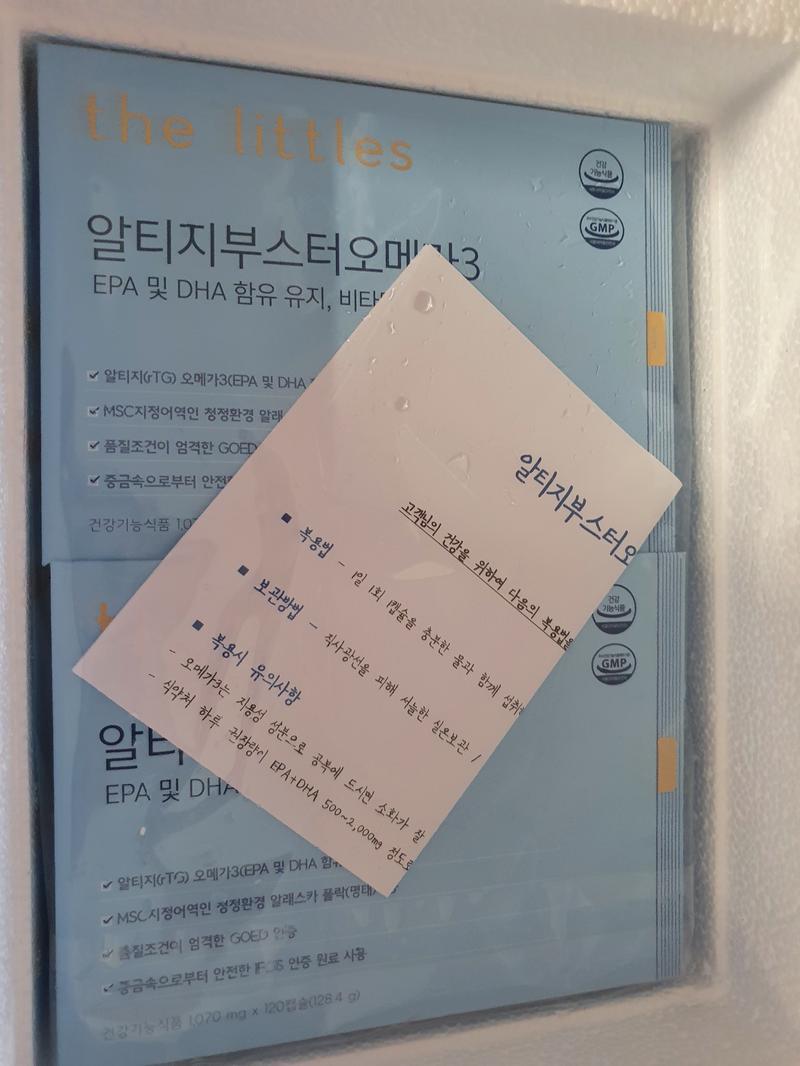 the littles
건강
기능식품
GMP
알티지부스터오메가3
EPA 및 DHA 함유 유지,
알티지(rTG) 오메가3(EPA 및 DHA
MSC지정어역인 청정환경 알래
품질조건이 엄격한 GOED
중금속으로부터 안전한
건강기능식품
알티지부스터오
고객님의 건강을 위하여 다음의 복용법을
■ 복용법 - 1일 1회 1캡슐을 충분한 물과 함께 섭취
■ 보관방법 - 직사광선을 피해 서늘한 실온보관 /
■ 복용시 유의사항
- 오메가3는 지용성 성분으로 공복에 드시면 소화가 잘
- 식약처 하루 권장량이 EPA+DHA 500~2,000mg 정도로
건강
기능식품
GMP
알티
EPA 및 DHA
알티지(rTG) 오메가3(EPA 및 DHA 함유
MSC지정어역인 청정환경 알래스카 폴락(명태)
품질조건이 엄격한 GOED 인증
중금속으로부터 안전한 IFOS 인증 원료 사용
건강기능식품 1,070 mg x 120캡슐(128.4 g)